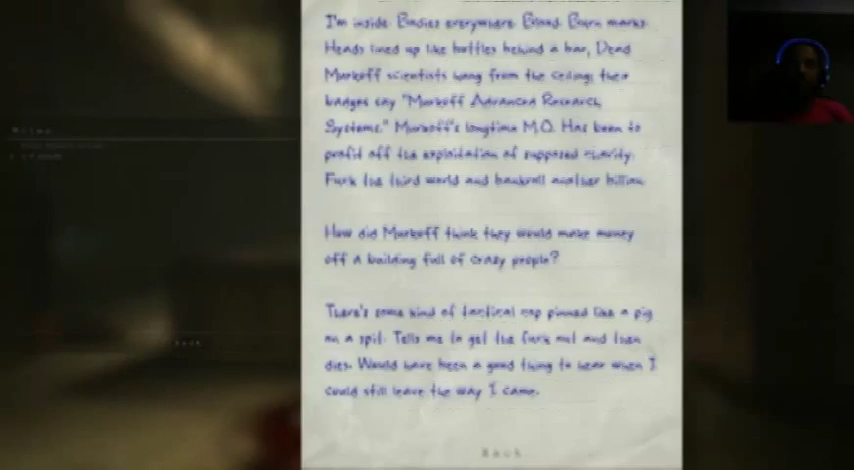 Notes
I'm inside. Bodies everywhere. Blood. Burn marks.
Heads lined up like bottles behind a bar, Dead
Murkoff scientists hang from the ceiling; their
badges say "Murkoff Advanced Research
Systems." Murkoff's longtime M.O. Has been to
profit off the exploitation of supposed charity.
Fuck the third world and bankroll another billion.
How did Murkoff think they would make money
off a building full of crazy people?
There's some kind of tactical cop pinned like a pig
on a spit. Tells me to get the fuck out and then
dies. Would have been a good thing to hear when I
could still leave the way I came.
Back
Back